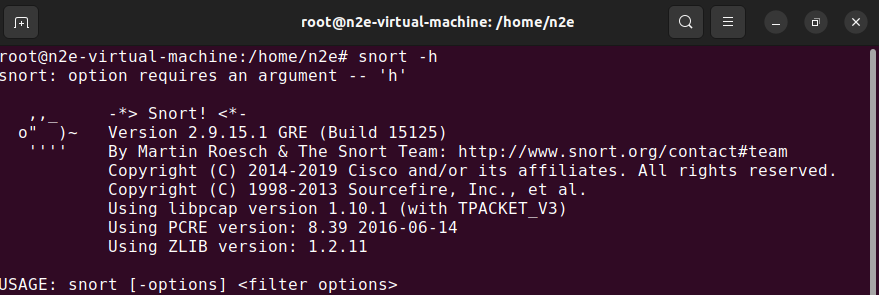 root@n2e-virtual-machine: /home/n2e
root@n2e-virtual-machine:/home/n2e# snort -h
snort: option requires an argument -- 'h'
   ,,_     -*> Snort! <*-
  o"  )~   Version 2.9.15.1 GRE (Build 15125)
   ''''    By Martin Roesch & The Snort Team: http://www.snort.org/contact#team
           Copyright (C) 2014-2019 Cisco and/or its affiliates. All rights reserved.
           Copyright (C) 1998-2013 Sourcefire, Inc., et al.
           Using libpcap version 1.10.1 (with TPACKET_V3)
           Using PCRE version: 8.39 2016-06-14
           Using ZLIB version: 1.2.11
USAGE: snort [-options] <filter options>